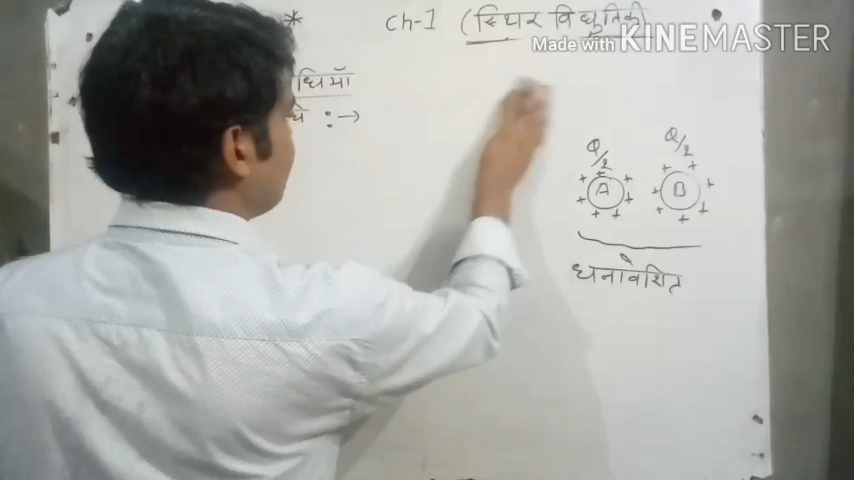 * Ch-1 (स्थिर विधुतिकी)
Made with KINEMASTER
धियाँ
:→
Q/2 Q/2
A B
+ + + + + + + + + + + + + +
धनावेशित